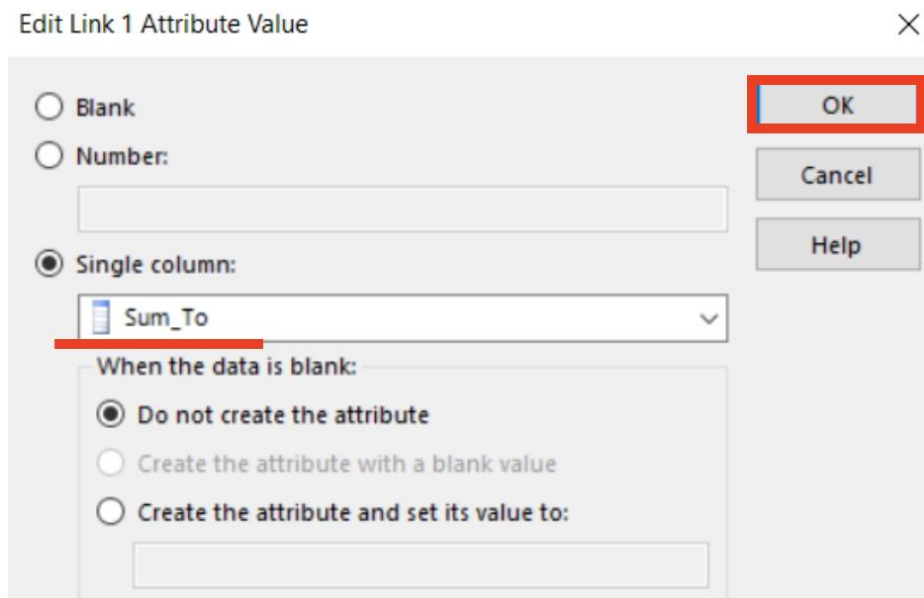 Edit Link 1 Attribute Value
Blank
OK
Number:
Cancel
Help
Single column:
Sum_To
When the data is blank:
Do not create the attribute
Create the attribute with a blank value
Create the attribute and set its value to: